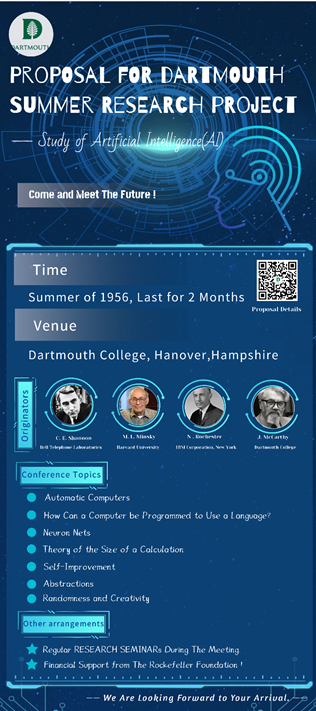 DARTMOUTH
PROPOSAL FOR DARTMOUTH
SUMMER RESEARCH PROJECT
— Study of Artificial Intelligence(AI)
Come and Meet The Future !
Time
Summer of 1956, Last for 2 Months
Proposal Details
Venue
Dartmouth College, Hanover,Hampshire
Originators
C. E. Shannon
Bell Telephone Laboratories
M. L. Minsky
Harvard University
N. Rochester
IBM Corporation, New York
J. McCarthy
Dartmouth College
Conference Topics
Automatic Computers
How Can a Computer be Programmed to Use a Language?
Neuron Nets
Theory of the Size of a Calculation
Self-Improvement
Abstractions
Randomness and Creativity
Other arrangements
Regular RESEARCH SEMINARs During The Meeting
Financial Support from The Rockefeller Foundation !
—— We Are Looking Forward to Your Arrival. ——